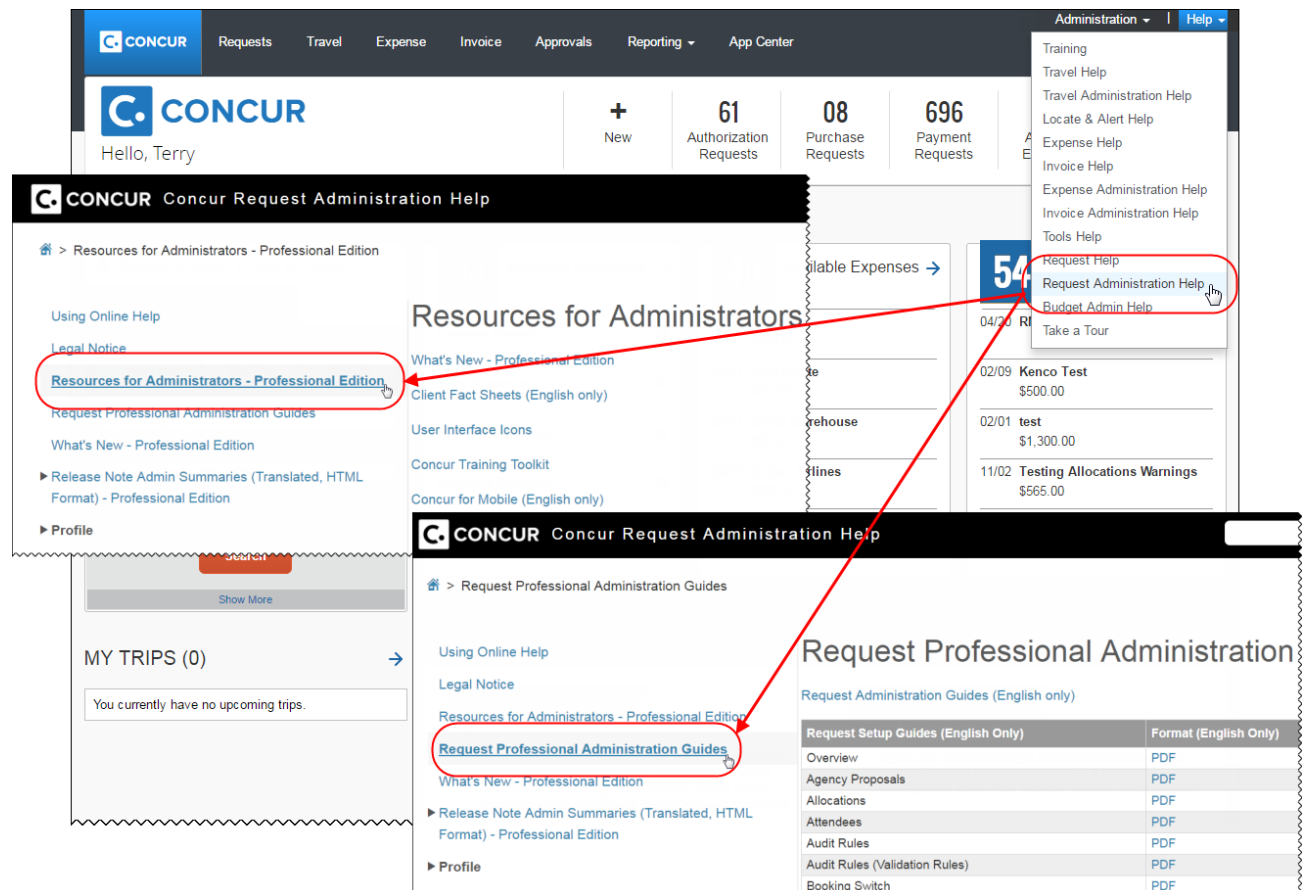 Administration | Help
CONCUR Requests Travel Expense Invoice Approvals Reporting App Center
Training
Travel Help
Travel Administration Help
Locate & Alert Help
Expense Help
Invoice Help
Expense Administration Help
Invoice Administration Help
Tools Help
Request Help
Request Administration Help
Budget Admin Help
Take a Tour
C. CONCUR
Hello, Terry
+
New
61
Authorization
Requests
08
Purchase
Requests
696
Payment
Requests
C. CONCUR Concur Request Administration Help
> Resources for Administrators - Professional Edition
Using Online Help
Legal Notice
Resources for Administrators - Professional Edition
Request Professional Administration Guides
What's New - Professional Edition
Release Note Admin Summaries (Translated, HTML
Format) - Professional Edition
Profile
Resources for Administrators
What's New - Professional Edition
Client Fact Sheets (English only)
User Interface Icons
Concur Training Toolkit
Concur for Mobile (English only)
Expenses →
54
04/20
02/09 Kenco Test
$500.00
02/01 test
$1,300.00
11/02 Testing Allocations Warnings
$565.00
Search
Show More
MY TRIPS (0) →
You currently have no upcoming trips.
C. CONCUR Concur Request Administration Help
> Request Professional Administration Guides
Using Online Help
Legal Notice
Resources for Administrators - Professional Edition
Request Professional Administration Guides
What's New - Professional Edition
Release Note Admin Summaries (Translated, HTML
Format) - Professional Edition
Profile
Request Professional Administration
Request Administration Guides (English only)
Request Setup Guides (English Only) Format (English Only)
Overview PDF
Agency Proposals PDF
Allocations PDF
Attendees PDF
Audit Rules PDF
Audit Rules (Validation Rules) PDF
Booking Switch PDF